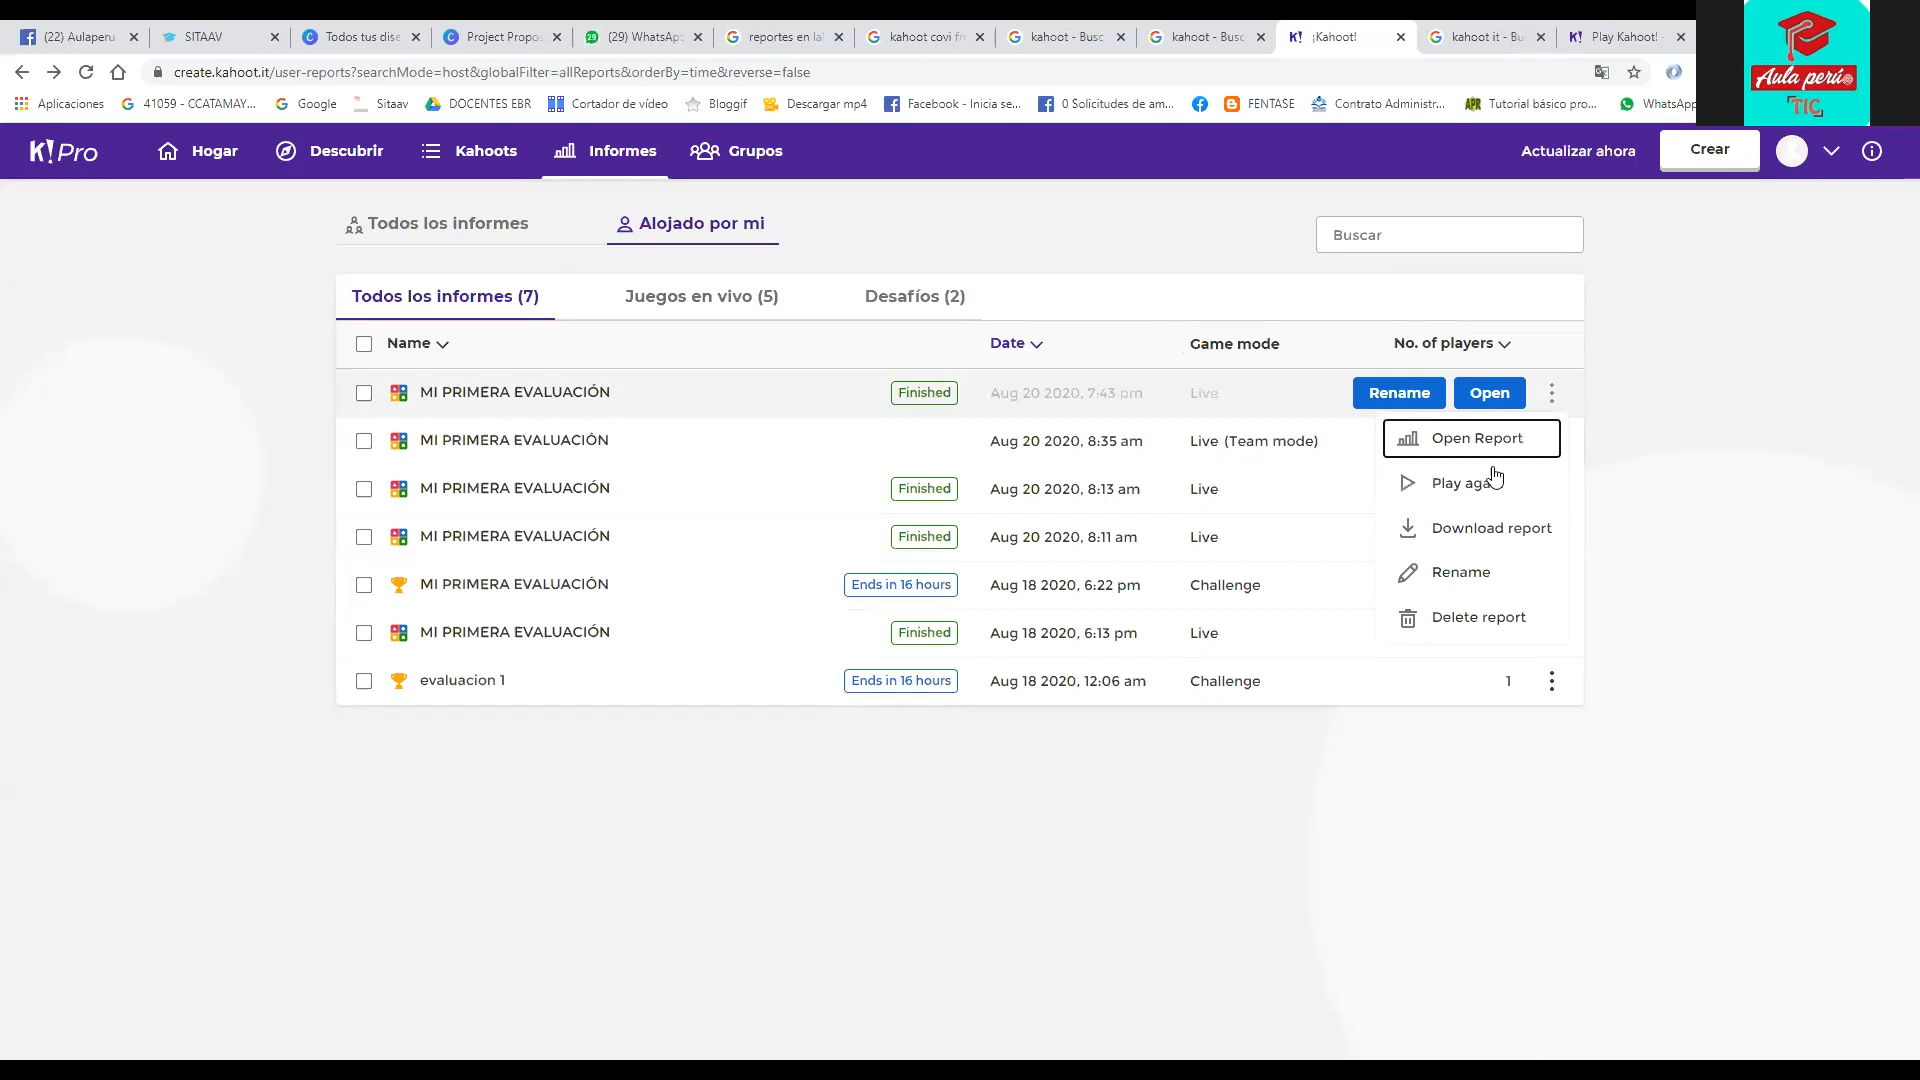 (22) Aulaperu
SITAAV
Todos tus dise
Project Propo
29
(29) WhatsAp
reportes en la
kahoot covi fr
kahoot - Busc
kahoot - Busc
K! ¡Kahoot!
kahoot it - Bu
K! Play Kahoot! -
create.kahoot.it/user-reports?searchMode=host&globalFilter=allReports&orderBy=time&reverse=false
Aplicaciones
41059 - CCATAMAY...
Google
Sitaav
DOCENTES EBR
Cortador de vídeo
Bloggif
Descargar mp4
Facebook - Inicia se...
0 Solicitudes de am...
FENTASE
Contrato Administr...
Tutorial básico pro...
WhatsApp
Aula perú
TIC
K! Pro
Hogar
Descubrir
Kahoots
Informes
Grupos
Actualizar ahora
Crear
Todos los informes
Alojado por mi
Buscar
Todos los informes (7)
Juegos en vivo (5)
Desafíos (2)
Name
Date
Game mode
No. of players
MI PRIMERA EVALUACIÓN Finished Aug 20 2020, 7:43 pm Live Rename Open
MI PRIMERA EVALUACIÓN Aug 20 2020, 8:35 am Live (Team mode)
MI PRIMERA EVALUACIÓN Finished Aug 20 2020, 8:13 am Live
MI PRIMERA EVALUACIÓN Finished Aug 20 2020, 8:11 am Live
MI PRIMERA EVALUACIÓN Ends in 16 hours Aug 18 2020, 6:22 pm Challenge
MI PRIMERA EVALUACIÓN Finished Aug 18 2020, 6:13 pm Live
evaluacion 1 Ends in 16 hours Aug 18 2020, 12:06 am Challenge 1
Open Report
Play aga
Download report
Rename
Delete report